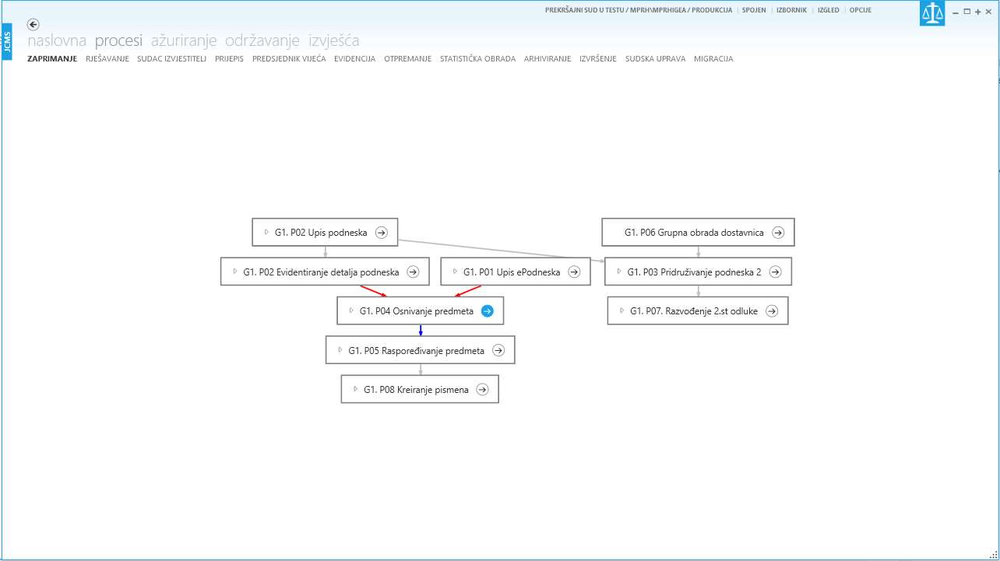 PREKRŠAJNI SUD U TESTU / MPRH\MPRHIGEA / PRODUKCIJA | SPOJEN | IZBORNIK | IZGLED | OPCIJE
JCMS
naslovna procesi ažuriranje održavanje izvješća
ZAPRIMANJE RJEŠAVANJE SUDAC IZVJESTITELJ PRIJEPIS PREDSJEDNIK VIJEĆA EVIDENCIJA OTPREMANJE STATISTIČKA OBRADA ARHIVIRANJE IZVRŠENJE SUDSKA UPRAVA MIGRACIJA
G1. P02 Upis podneska
G1. P06 Grupna obrada dostavnica
G1. P02 Evidentiranje detalja podneska
G1. P01 Upis ePodneska
G1. P03 Pridruživanje podneska 2
G1. P04 Osnivanje predmeta
G1. P07. Razvođenje 2.st odluke
G1. P05 Raspoređivanje predmeta
G1. P08 Kreiranje pismena